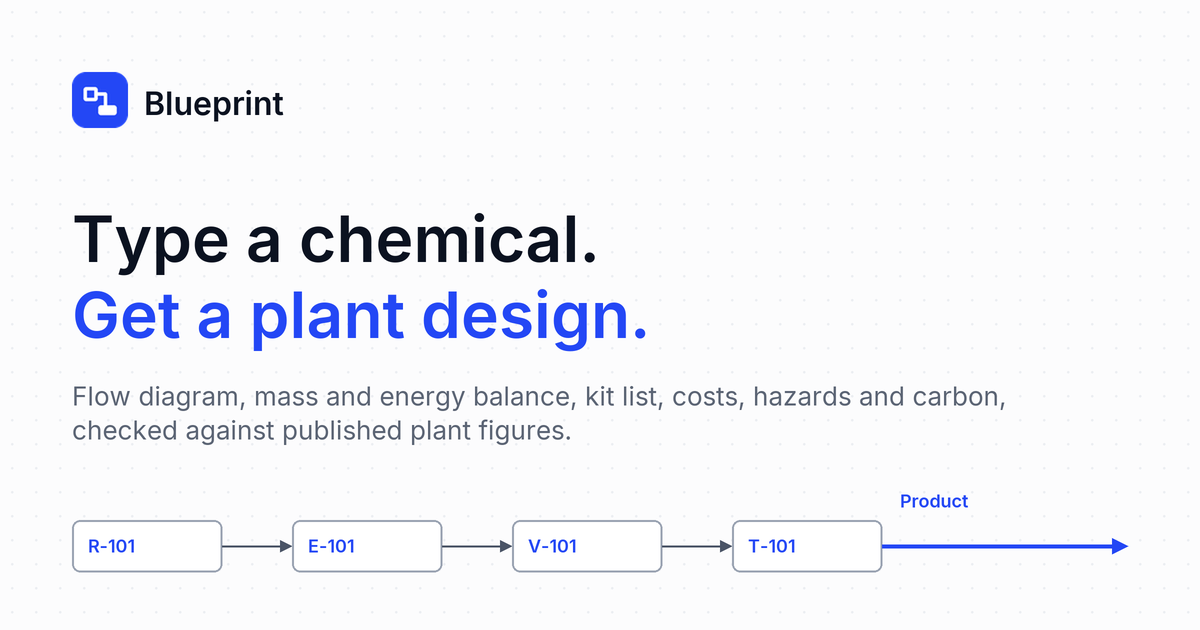 Blueprint
Type a chemical.
Get a plant design.
Flow diagram, mass and energy balance, kit list, costs, hazards and carbon,
checked against published plant figures.
Product
R-101
E-101
V-101
T-101